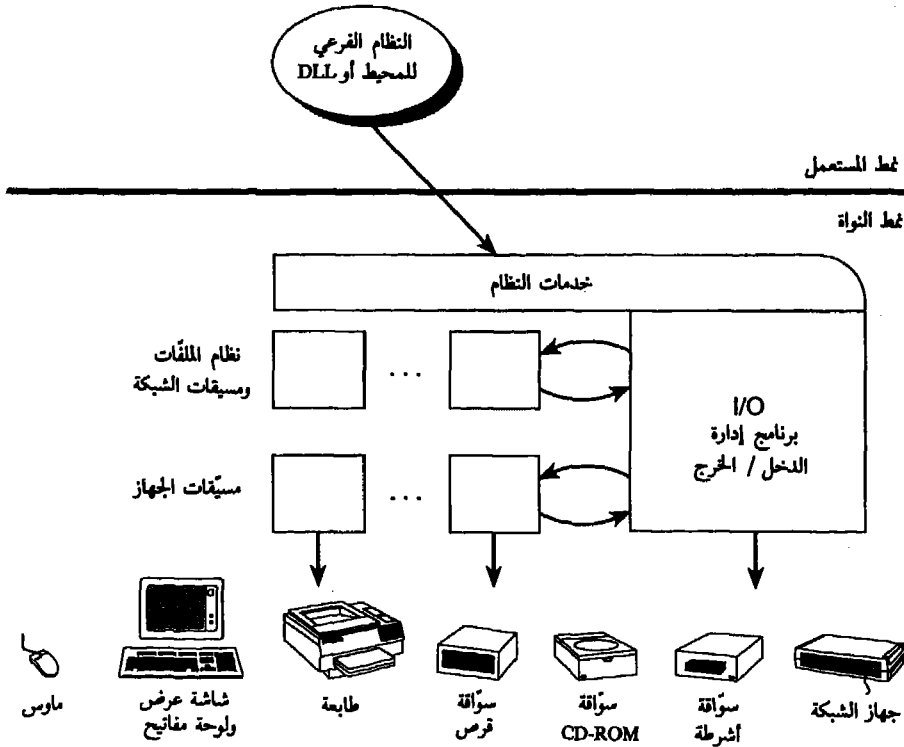 النظام الفرعي
للمحيط أو DLL
نمط المستعمل
نمط النواة
خدمات النظام
نظام الملفّات
ومسيقات الشبكة
. . .
I/O
برنامج إدارة
الدخل / الخرج
مسيّقات الجهاز
. . .
جهاز الشبكة
سوّاقة
أشرطة
سوّاقة
CD-ROM
سوّاقة
قرص
طابعة
شاشة عرض
ولوحة مفاتيح
ماوس